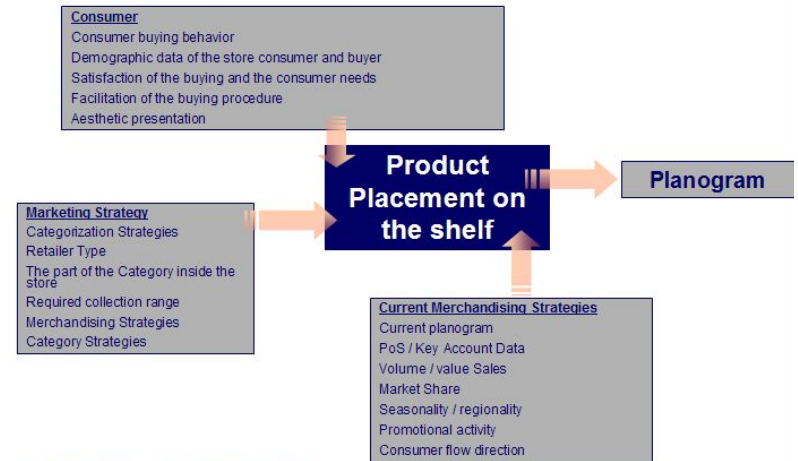 Consumer
Consumer buying behavior
Demographic data of the store consumer and buyer
Satisfaction of the buying and the consumer needs
Facilitation of the buying procedure
Aesthetic presentation
Product
Placement on
the shelf
Planogram
Marketing Strategy
Categorization Strategies
Retailer Type
The part of the Category inside the
store
Required collection range
Merchandising Strategies
Category Strategies
Current Merchandising Strategies
Current planogram
PoS / Key Account Data
Volume / value Sales
Market Share
Seasonality / regionality
Promotional activity
Consumer flow direction